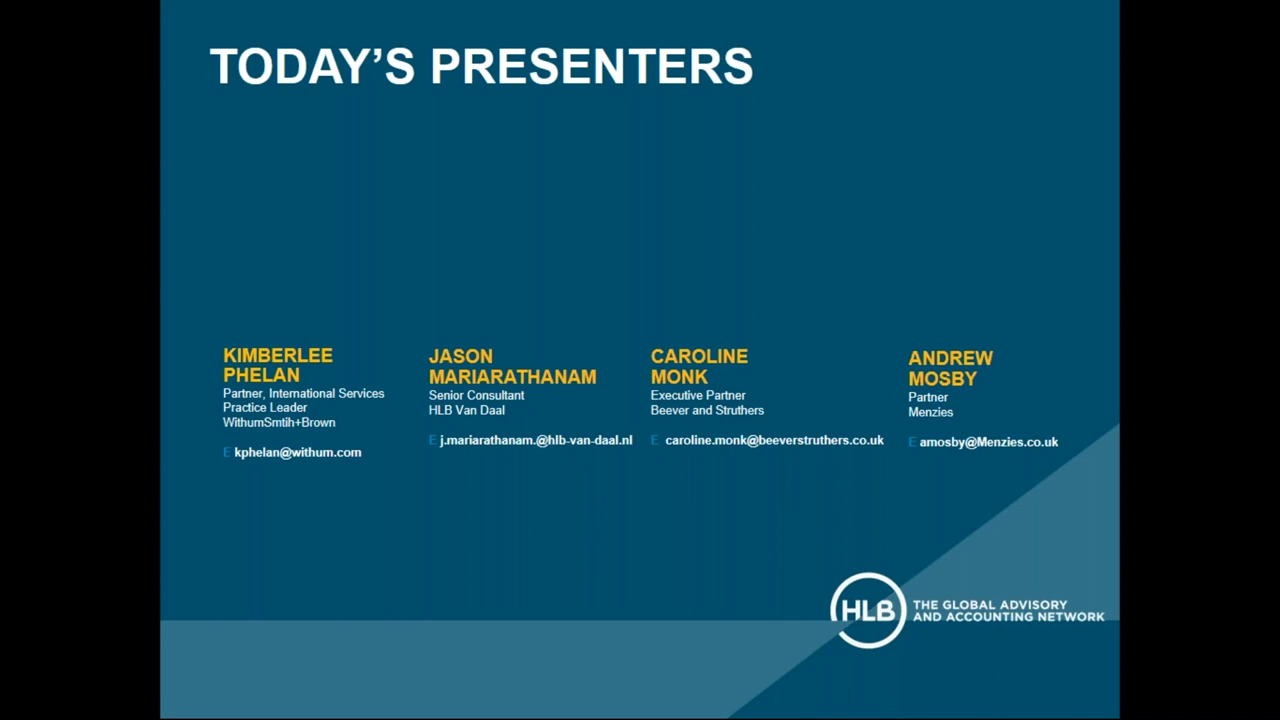 TODAY'S PRESENTERS
KIMBERLEE
PHELAN
Partner, International Services
Practice Leader
WithumSmtih+Brown
E kphelan@withum.com
JASON
MARIARATHANAM
Senior Consultant
HLB Van Daal
E j.mariarathanam.@hlb-van-daal.nl
CAROLINE
MONK
Executive Partner
Beever and Struthers
E caroline.monk@beeverstruthers.co.uk
ANDREW
MOSBY
Partner
Menzies
E amosby@Menzies.co.uk
HLB
THE GLOBAL ADVISORY
AND ACCOUNTING NETWORK